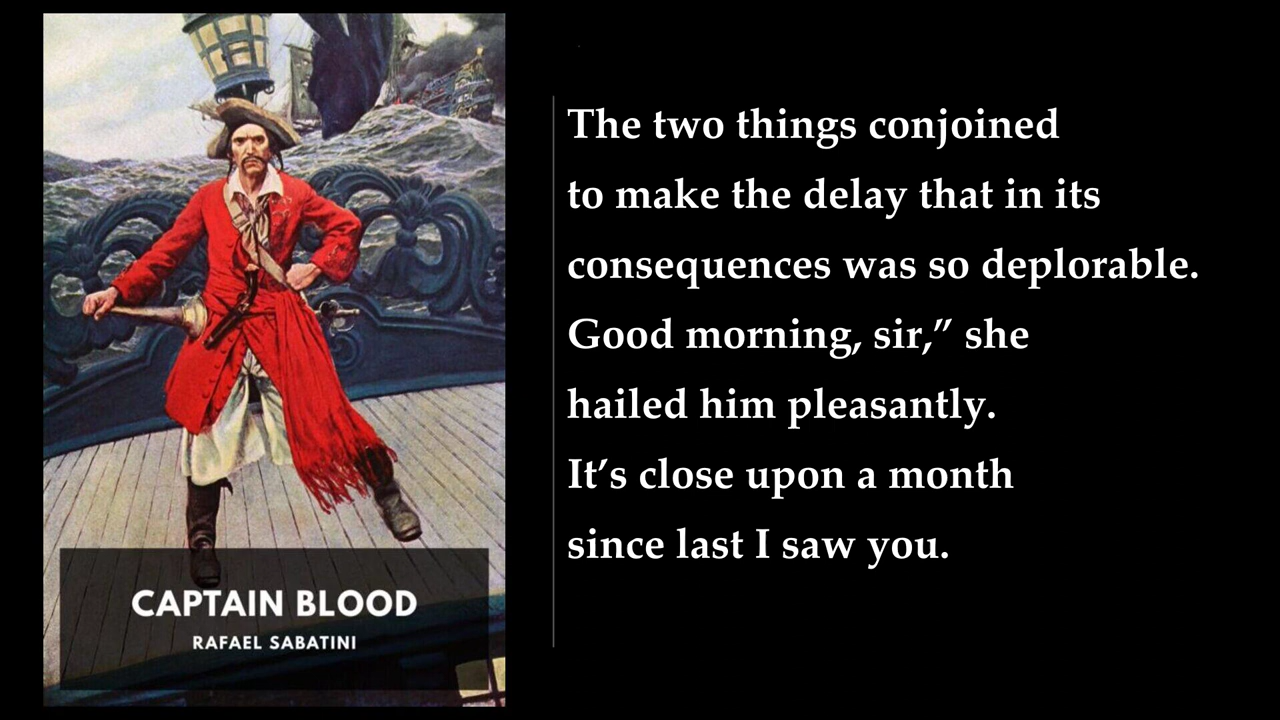 CAPTAIN BLOOD
RAFAEL SABATINI
The two things conjoined
to make the delay that in its
consequences was so deplorable.
Good morning, sir,” she
hailed him pleasantly.
It’s close upon a month
since last I saw you.